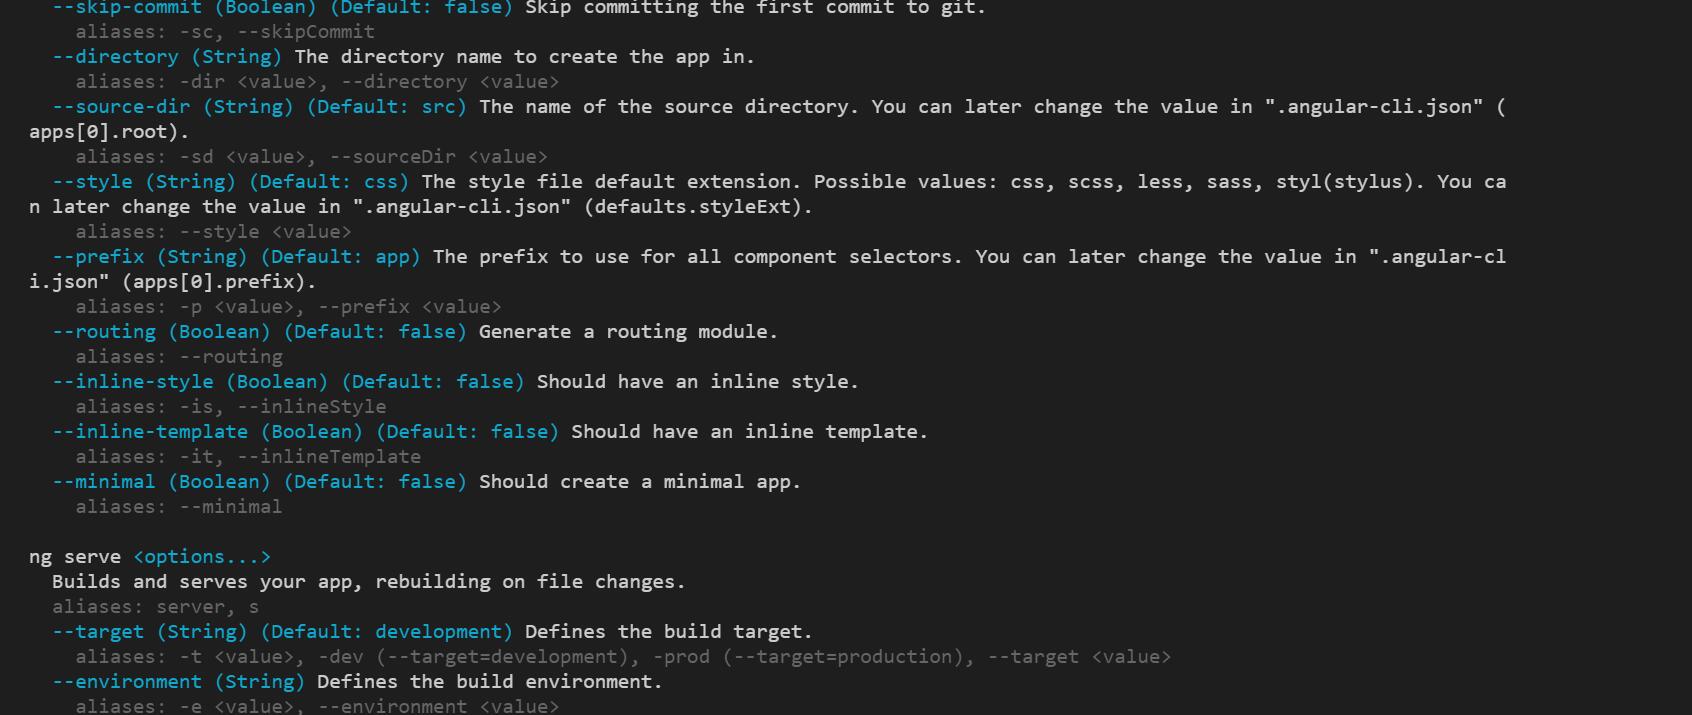 --skip-commit (Boolean) (Default: false) Skip committing the first commit to git.
aliases: -sc, --skipCommit
--directory (String) The directory name to create the app in.
aliases: -dir <value>, --directory <value>
--source-dir (String) (Default: src) The name of the source directory. You can later change the value in ".angular-cli.json" (
apps[0].root).
aliases: -sd <value>, --sourceDir <value>
--style (String) (Default: css) The style file default extension. Possible values: css, scss, less, sass, styl(stylus). You ca
n later change the value in ".angular-cli.json" (defaults.styleExt).
aliases: --style <value>
--prefix (String) (Default: app) The prefix to use for all component selectors. You can later change the value in ".angular-cl
i.json" (apps[0].prefix).
aliases: -p <value>, --prefix <value>
--routing (Boolean) (Default: false) Generate a routing module.
aliases: --routing
--inline-style (Boolean) (Default: false) Should have an inline style.
aliases: -is, --inlineStyle
--inline-template (Boolean) (Default: false) Should have an inline template.
aliases: -it, --inlineTemplate
--minimal (Boolean) (Default: false) Should create a minimal app.
aliases: --minimal
ng serve <options...>
Builds and serves your app, rebuilding on file changes.
aliases: server, s
--target (String) (Default: development) Defines the build target.
aliases: -t <value>, -dev (--target=development), -prod (--target=production), --target <value>
--environment (String) Defines the build environment.
aliases: -e <value>, --environment <value>